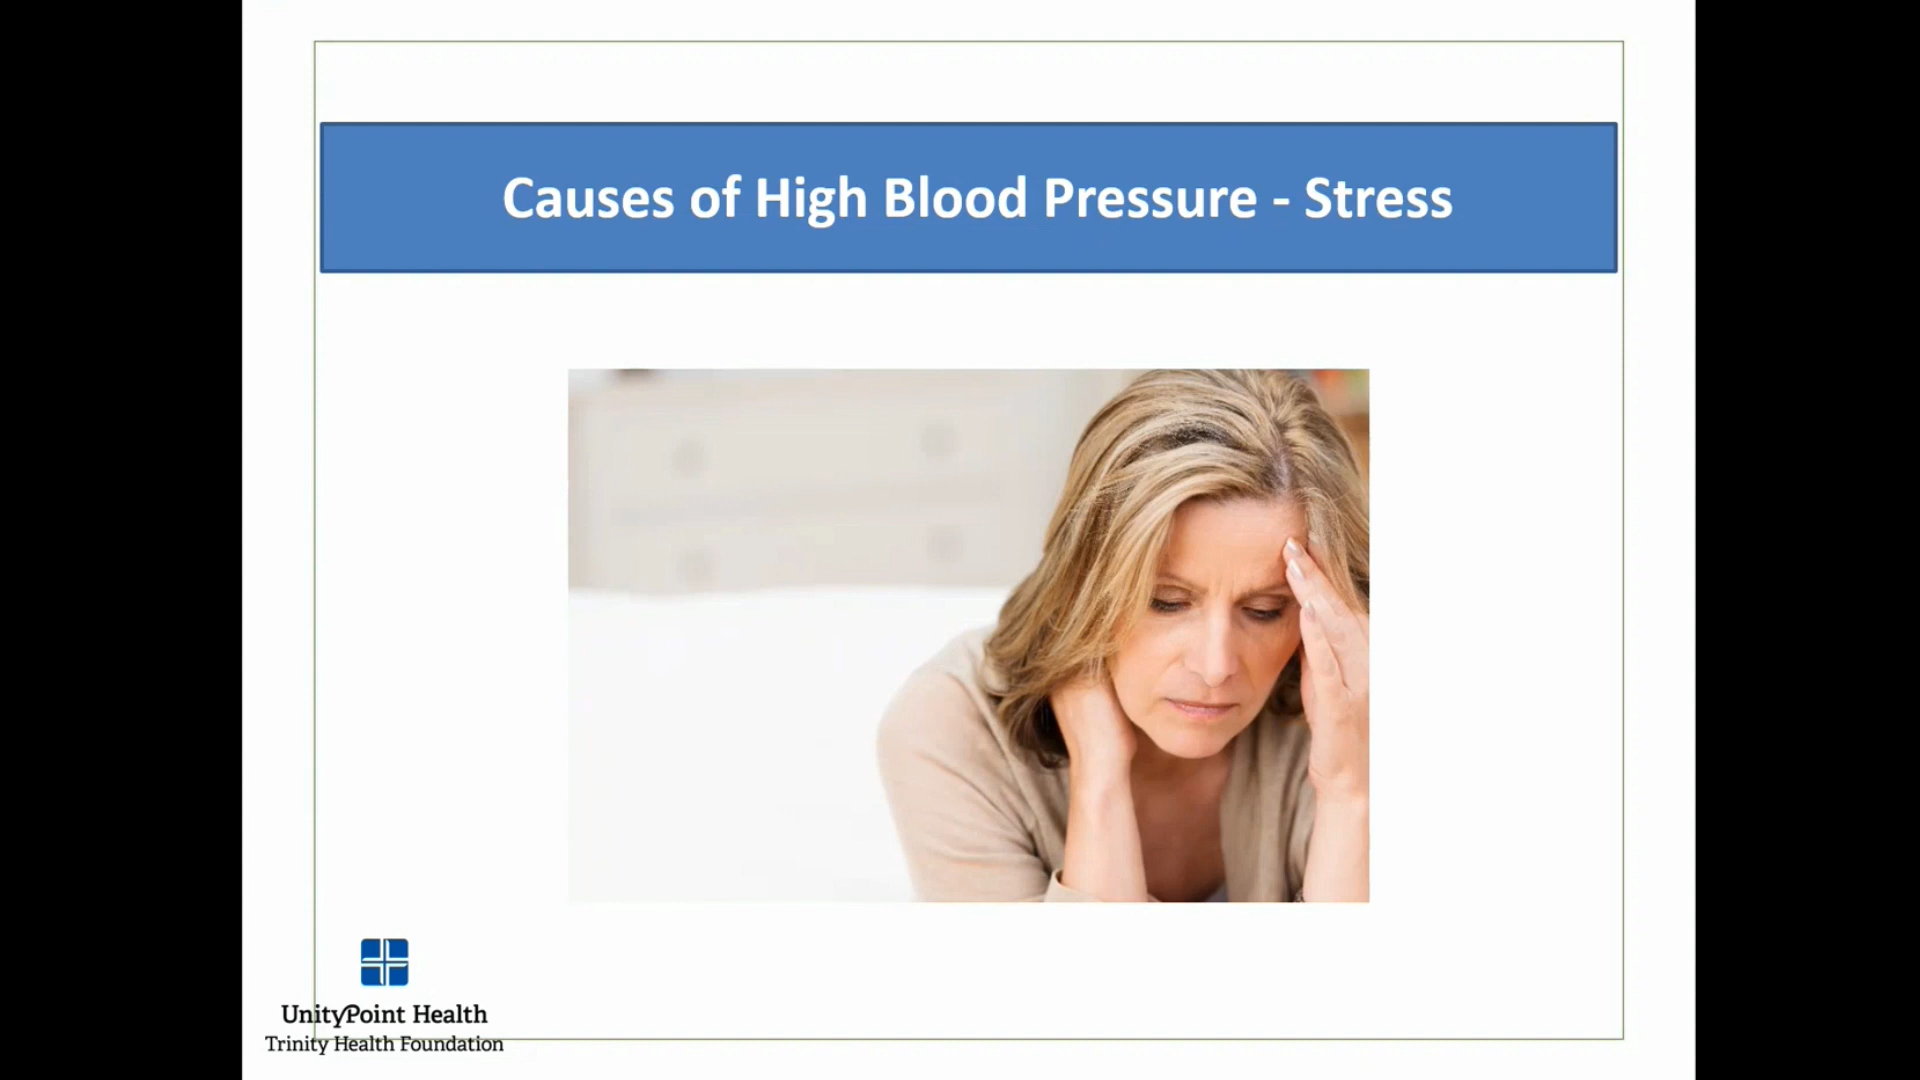 Causes of High Blood Pressure - Stress
UnityPoint Health
Trinity Health Foundation